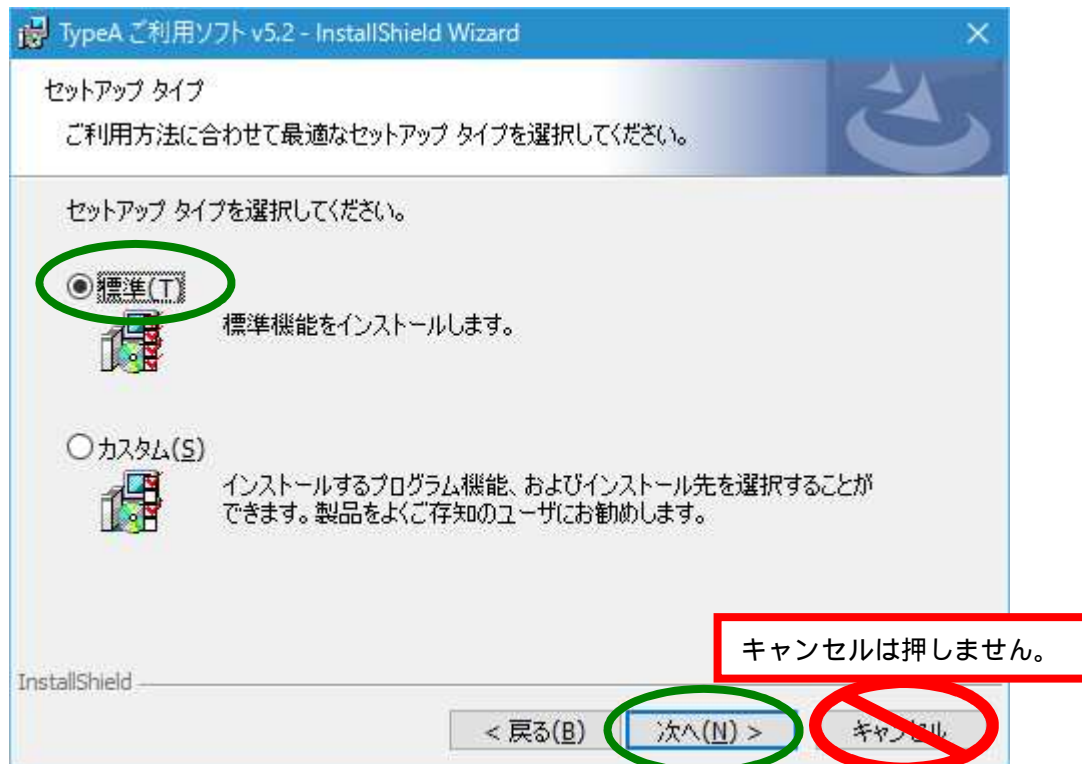 TypeA ご利用ソフト v5.2 - InstallShield Wizard
セットアップ タイプ
ご利用方法に合わせて最適なセットアップ タイプを選択してください。
セットアップ タイプを選択してください。
標準(T)
標準機能をインストールします。
カスタム(S)
インストールするプログラム機能、およびインストール先を選択することが
できます。製品をよくご存知のユーザにお勧めします。
キャンセルは押しません。
InstallShield
< 戻る(B)
次へ(N) >
キャンセル